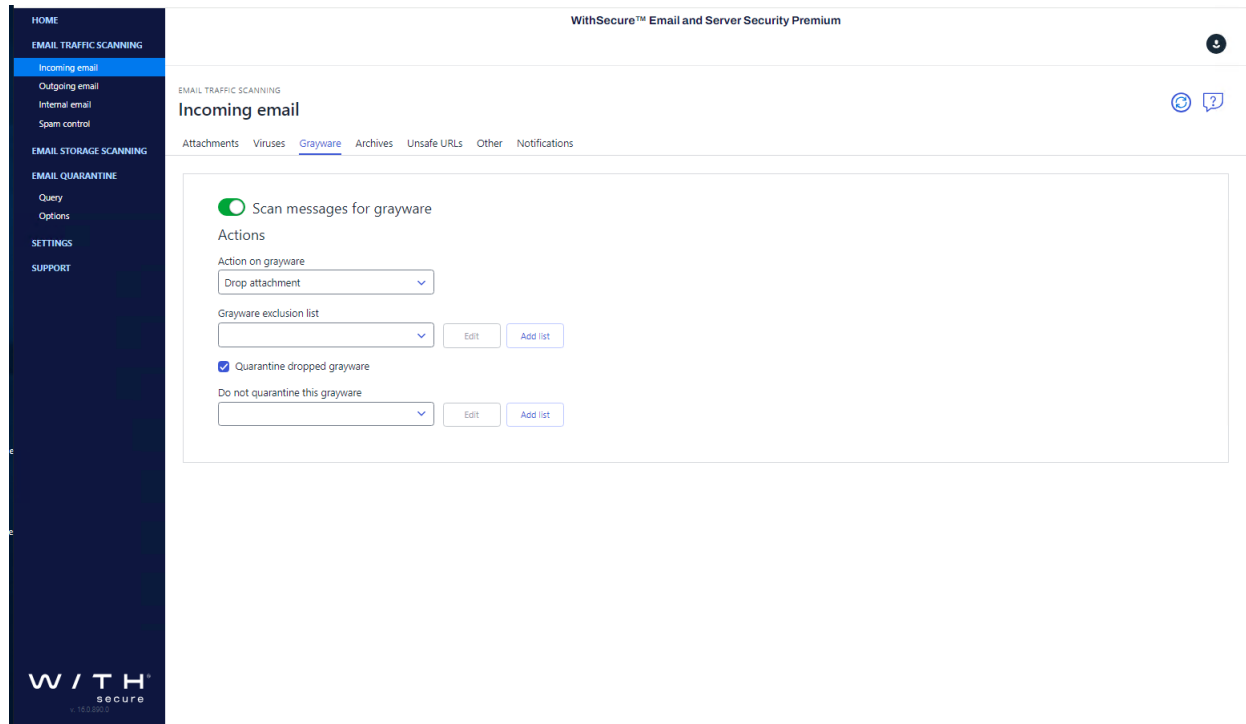 HOME
WithSecure™ Email and Server Security Premium
EMAIL TRAFFIC SCANNING
Incoming email
Outgoing email
Internal email
Spam control
EMAIL STORAGE SCANNING
EMAIL QUARANTINE
Query
Options
SETTINGS
SUPPORT
EMAIL TRAFFIC SCANNING
Incoming email
Attachments Viruses Grayware Archives Unsafe URLs Other Notifications
Scan messages for grayware
Actions
Action on grayware
Drop attachment
Grayware exclusion list
Edit Add list
Quarantine dropped grayware
Do not quarantine this grayware
Edit Add list
e
e
W / T H
secure